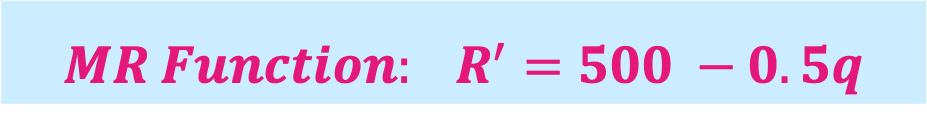 MR Function: R′ = 500 − 0.5q